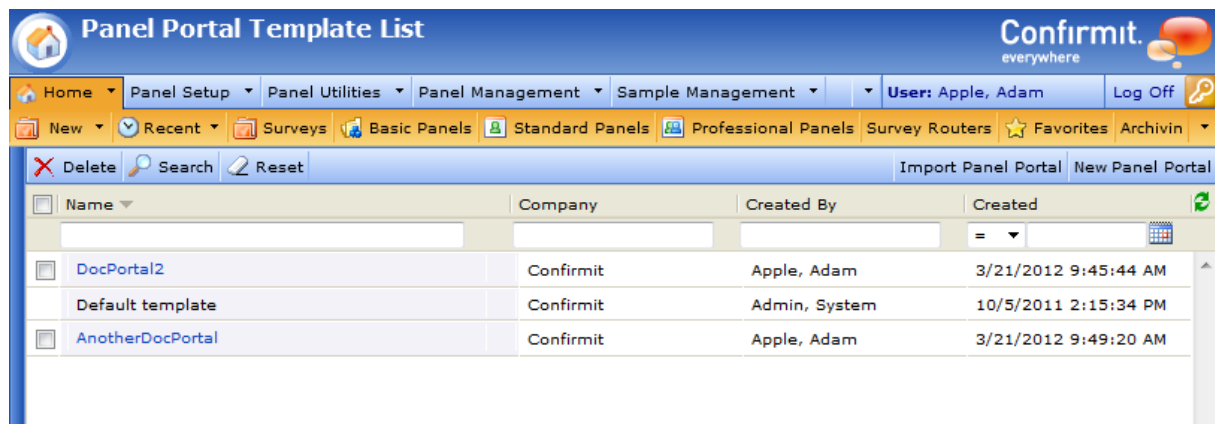 Panel Portal Template List
Confirmit.
everywhere
Home Panel Setup Panel Utilities Panel Management Sample Management User: Apple, Adam Log Off
New Recent Surveys Basic Panels Standard Panels Professional Panels Survey Routers Favorites Archivin
Delete Search Reset Import Panel Portal New Panel Portal
Name Company Created By Created
=
DocPortal2 Confirmit Apple, Adam 3/21/2012 9:45:44 AM
Default template Confirmit Admin, System 10/5/2011 2:15:34 PM
AnotherDocPortal Confirmit Apple, Adam 3/21/2012 9:49:20 AM